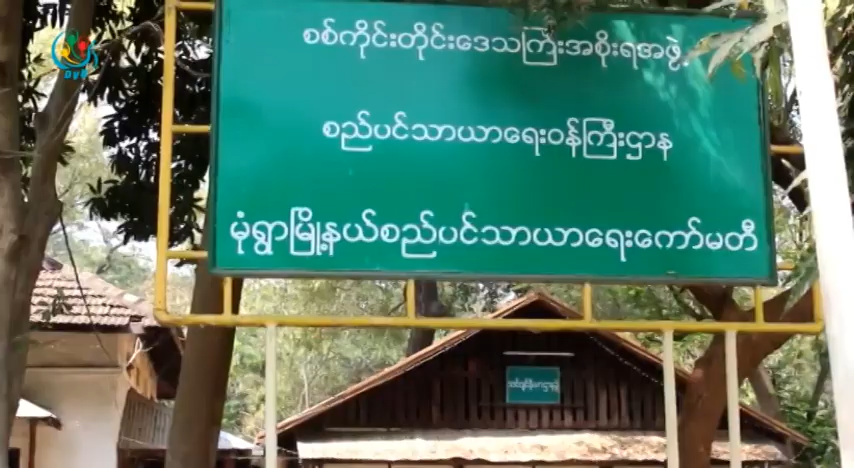 DVB
စစ်ကိုင်းတိုင်းဒေသကြီးအစိုးရအဖွဲ့
စည်ပင်သာယာရေးဝန်ကြီးဌာန
မုံရွာမြို့နယ်စည်ပင်သာယာရေးကော်မတီ